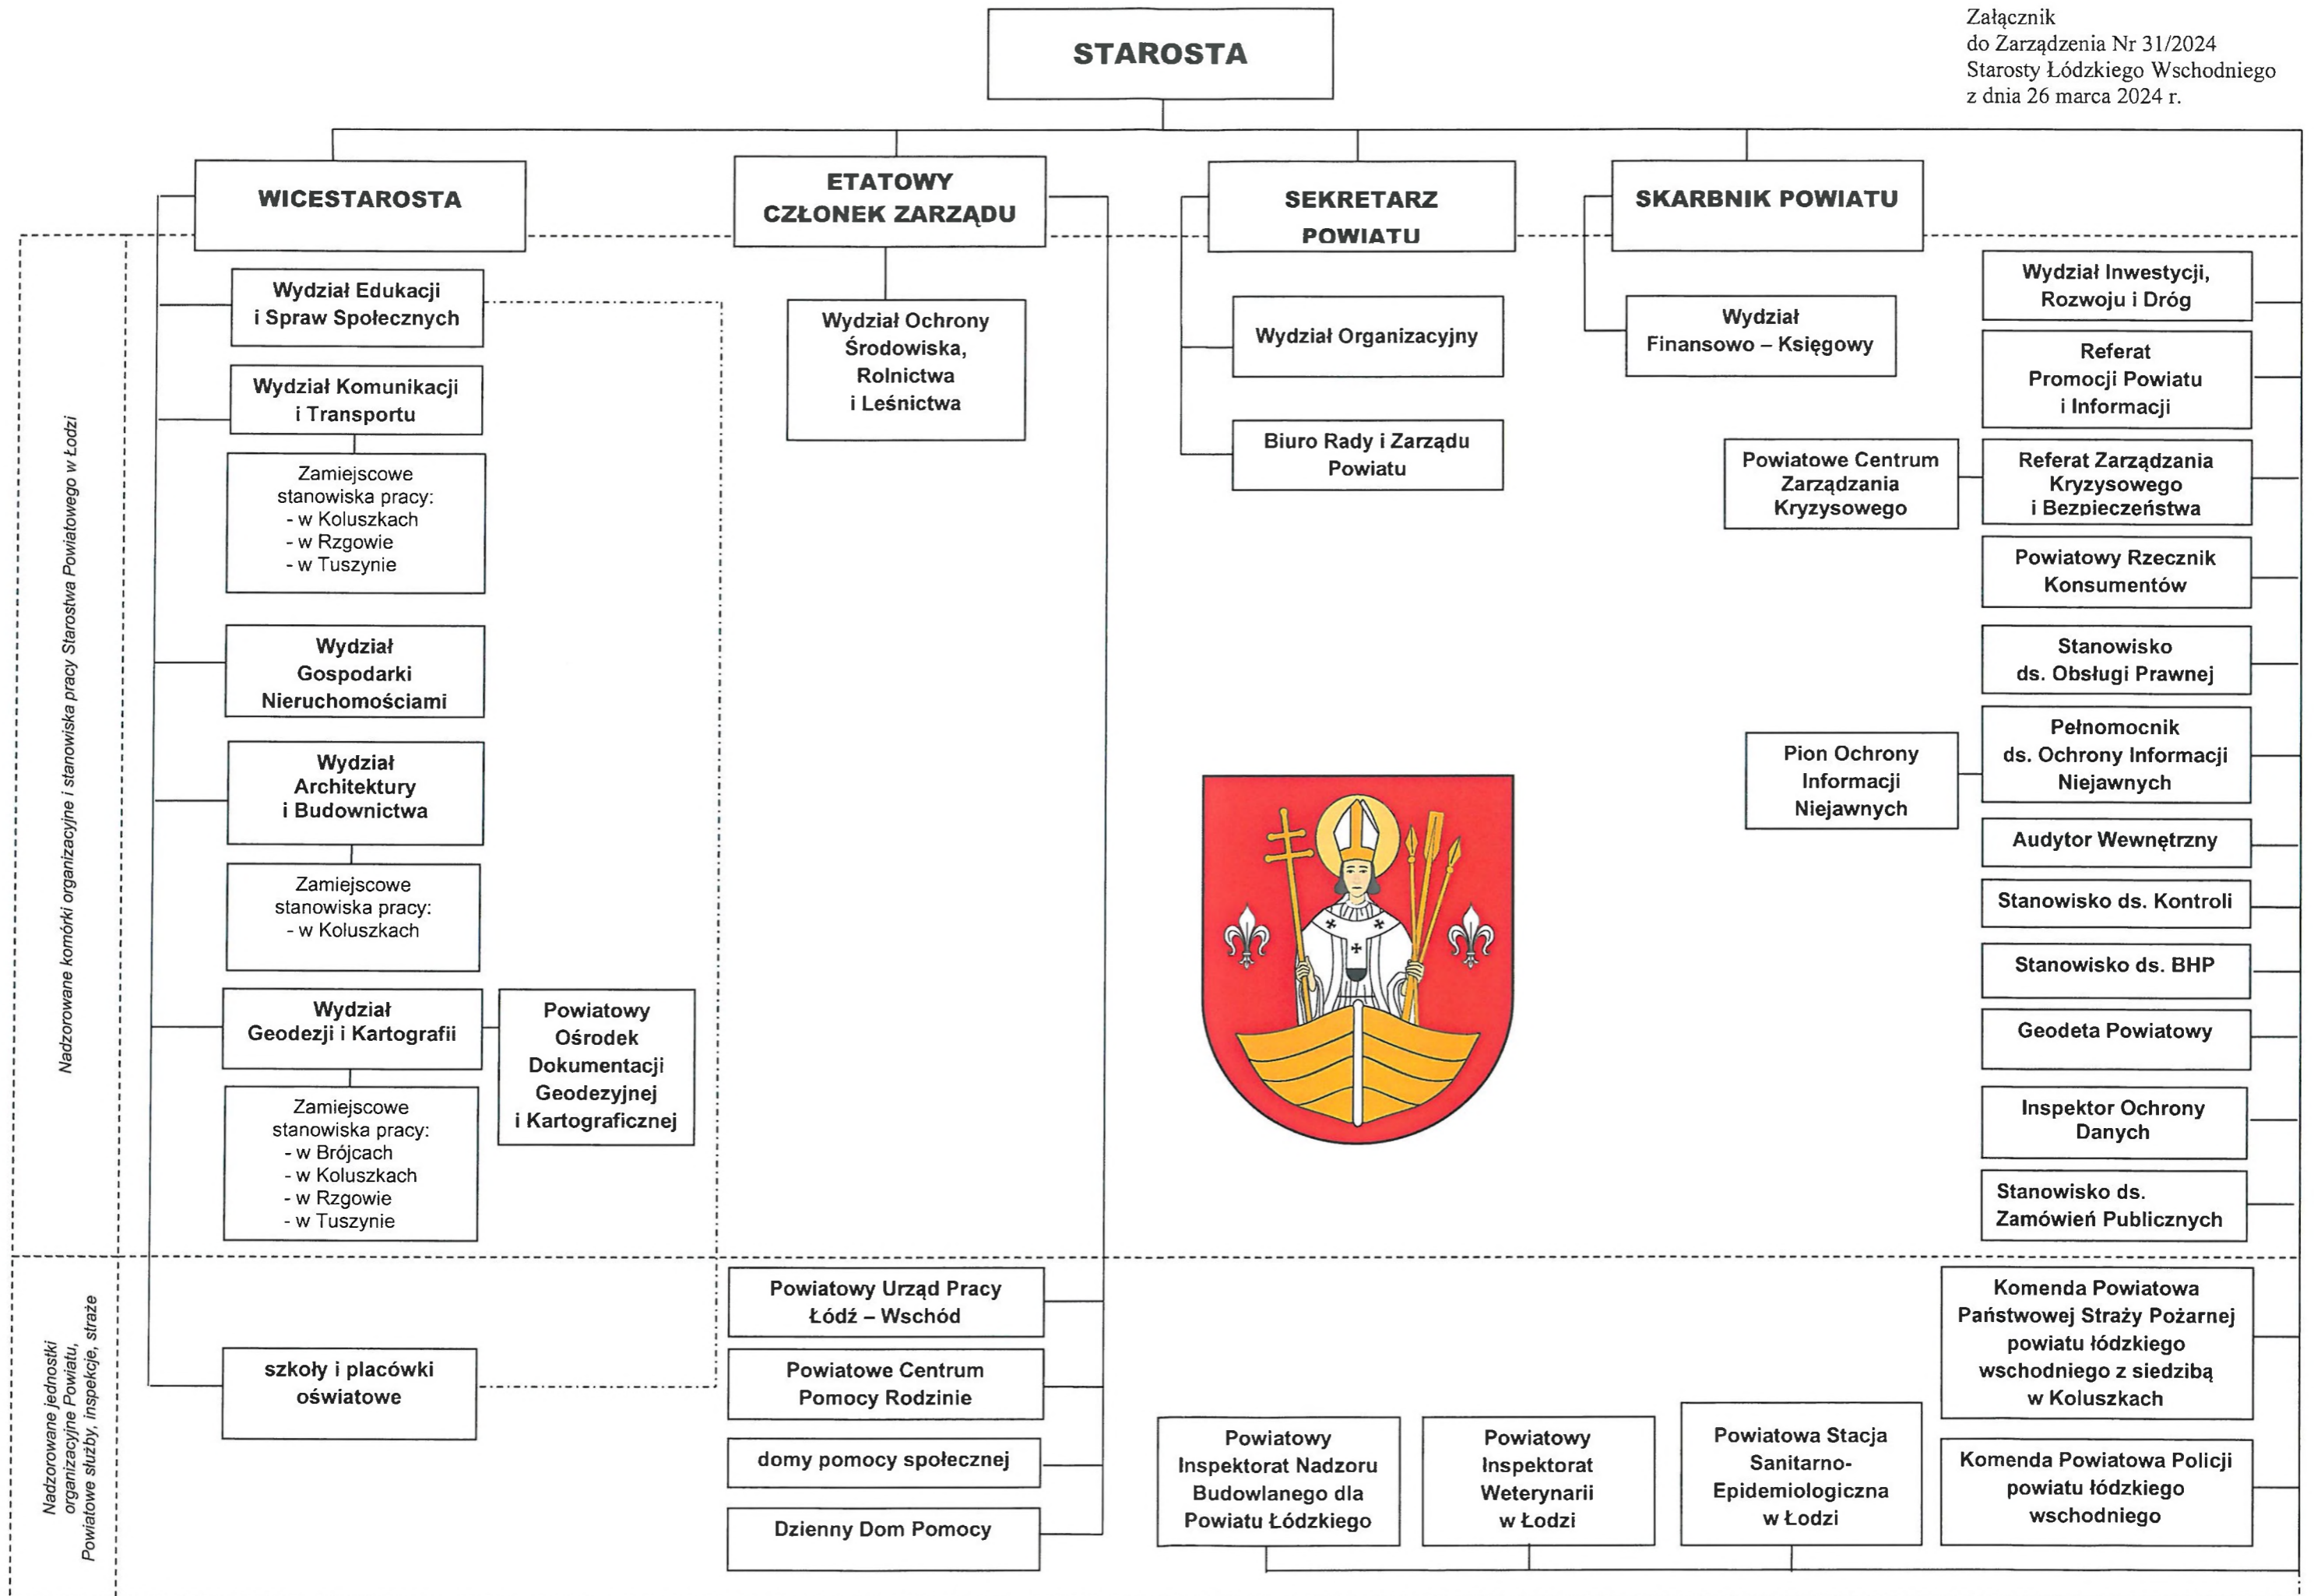 Załącznik
do Zarządzenia Nr 31/2024
Starosty Łódzkiego Wschodniego
z dnia 26 marca 2024 r.
STAROSTA
WICESTAROSTA
ETATOWY
CZŁONEK ZARZĄDU
SEKRETARZ
POWIATU
SKARBNIK POWIATU
Nadzorowane komórki organizacyjne i stanowiska pracy Starostwa Powiatowego w Łodzi
Wydział Edukacji
i Spraw Społecznych
Wydział Komunikacji
i Transportu
Zamiejscowe
stanowiska pracy:
- w Koluszkach
- w Rzgowie
- w Tuszynie
Wydział
Gospodarki
Nieruchomościami
Wydział
Architektury
i Budownictwa
Zamiejscowe
stanowiska pracy:
- w Koluszkach
Wydział
Geodezji i Kartografii
Powiatowy
Ośrodek
Dokumentacji
Geodezyjnej
i Kartograficznej
Zamiejscowe
stanowiska pracy:
- w Brójcach
- w Koluszkach
- w Rzgowie
- w Tuszynie
Wydział Ochrony
Środowiska,
Rolnictwa
i Leśnictwa
Wydział Organizacyjny
Biuro Rady i Zarządu
Powiatu
Wydział
Finansowo – Księgowy
Wydział Inwestycji,
Rozwoju i Dróg
Referat
Promocji Powiatu
i Informacji
Powiatowe Centrum
Zarządzania
Kryzysowego
Referat Zarządzania
Kryzysowego
i Bezpieczeństwa
Powiatowy Rzecznik
Konsumentów
Stanowisko
ds. Obsługi Prawnej
Pion Ochrony
Informacji
Niejawnych
Pełnomocnik
ds. Ochrony Informacji
Niejawnych
Audytor Wewnętrzny
Stanowisko ds. Kontroli
Stanowisko ds. BHP
Geodeta Powiatowy
Inspektor Ochrony
Danych
Stanowisko ds.
Zamówień Publicznych
Nadzorowane jednostki
organizacyjne Powiatu,
Powiatowe służby, inspekcje, straże
szkoły i placówki
oświatowe
Powiatowy Urząd Pracy
Łódź – Wschód
Powiatowe Centrum
Pomocy Rodzinie
domy pomocy społecznej
Dzienny Dom Pomocy
Powiatowy
Inspektorat Nadzoru
Budowlanego dla
Powiatu Łódzkiego
Powiatowy
Inspektorat
Weterynarii
w Łodzi
Powiatowa Stacja
Sanitarno-
Epidemiologiczna
w Łodzi
Komenda Powiatowa
Państwowej Straży Pożarnej
powiatu łódzkiego
wschodniego z siedzibą
w Koluszkach
Komenda Powiatowa Policji
powiatu łódzkiego
wschodniego